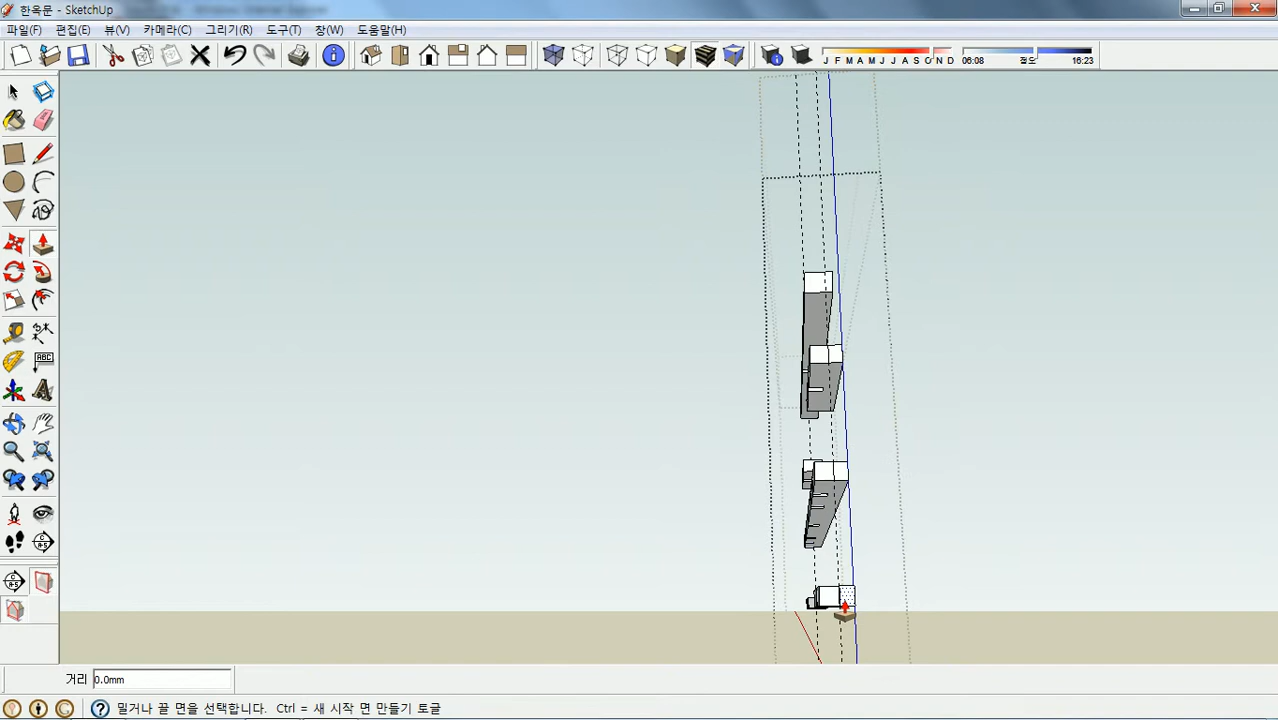 한옥문 - SketchUp
파일(F) 편집(E) 뷰(V) 카메라(C) 그리기(R) 도구(T) 창(W) 도움말(H)
J F M A M J J A S O N D 06:08 정오 16:23
ABC
거리 0.0mm
밀거나 끌 면을 선택합니다. Ctrl = 새 시작 면 만들기 토글